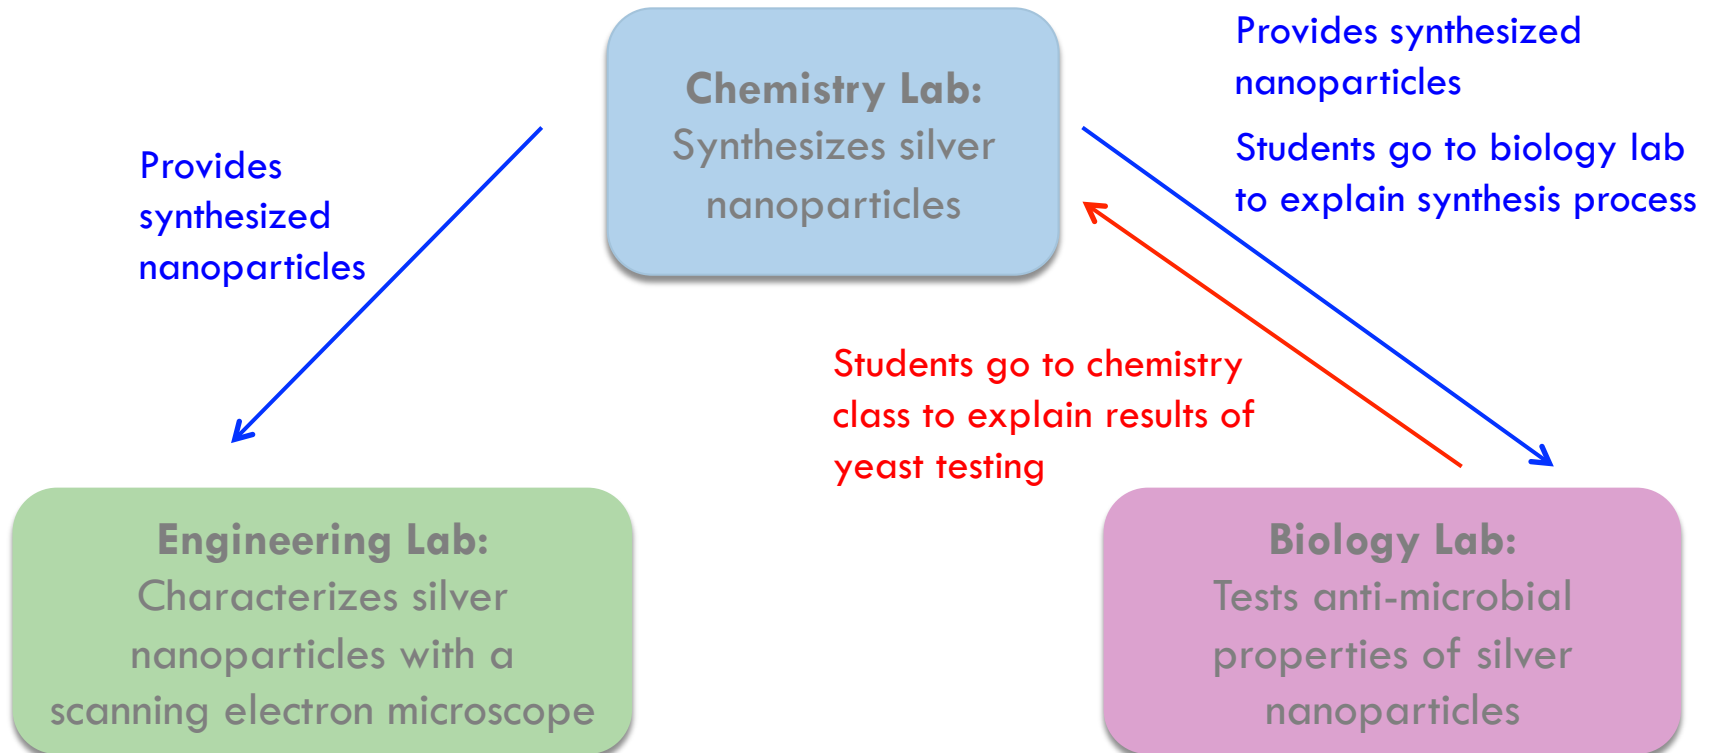 Chemistry Lab:
Synthesizes silver
nanoparticles
Provides synthesized
nanoparticles
Students go to biology lab
to explain synthesis process
Provides
synthesized
nanoparticles
Students go to chemistry
class to explain results of
yeast testing
Engineering Lab:
Characterizes silver
nanoparticles with a
scanning electron microscope
Biology Lab:
Tests anti-microbial
properties of silver
nanoparticles